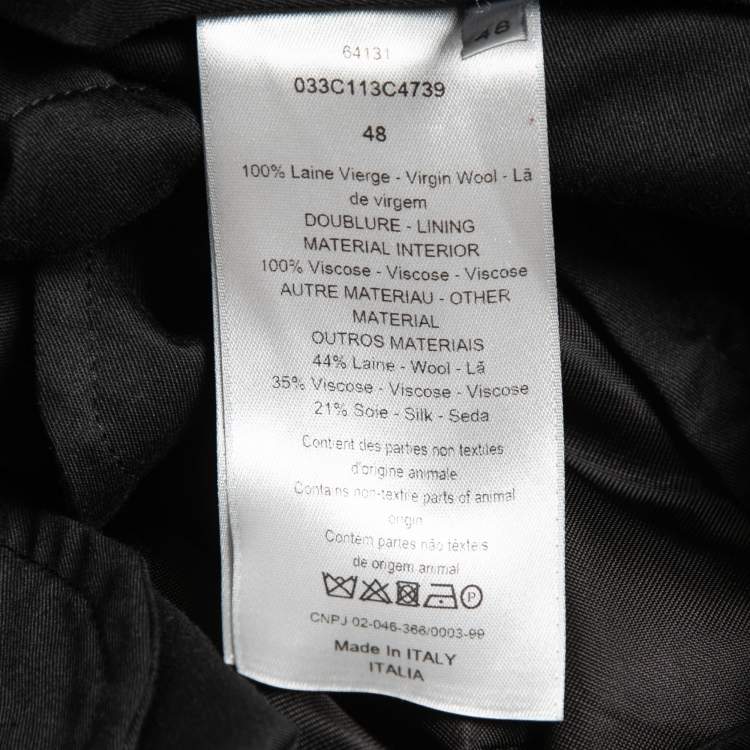 48
64131
033C113C4739
48
100% Laine Vierge - Virgin Wool - Lã
de virgem
DOUBLURE - LINING
MATERIAL INTERIOR
100% Viscose - Viscose - Viscose
AUTRE MATERIAU - OTHER
MATERIAL
OUTROS MATERIAIS
44% Laine - Wool - Lã
35% Viscose - Viscose - Viscose
21% Soie - Silk - Seda
Contient des parties non textiles
d'origine animale
Contains non-textile parts of animal
origin
Contém partes não têxteis
de origem animal
P
CNPJ 02-046-366/0003-99
Made in ITALY
ITALIA